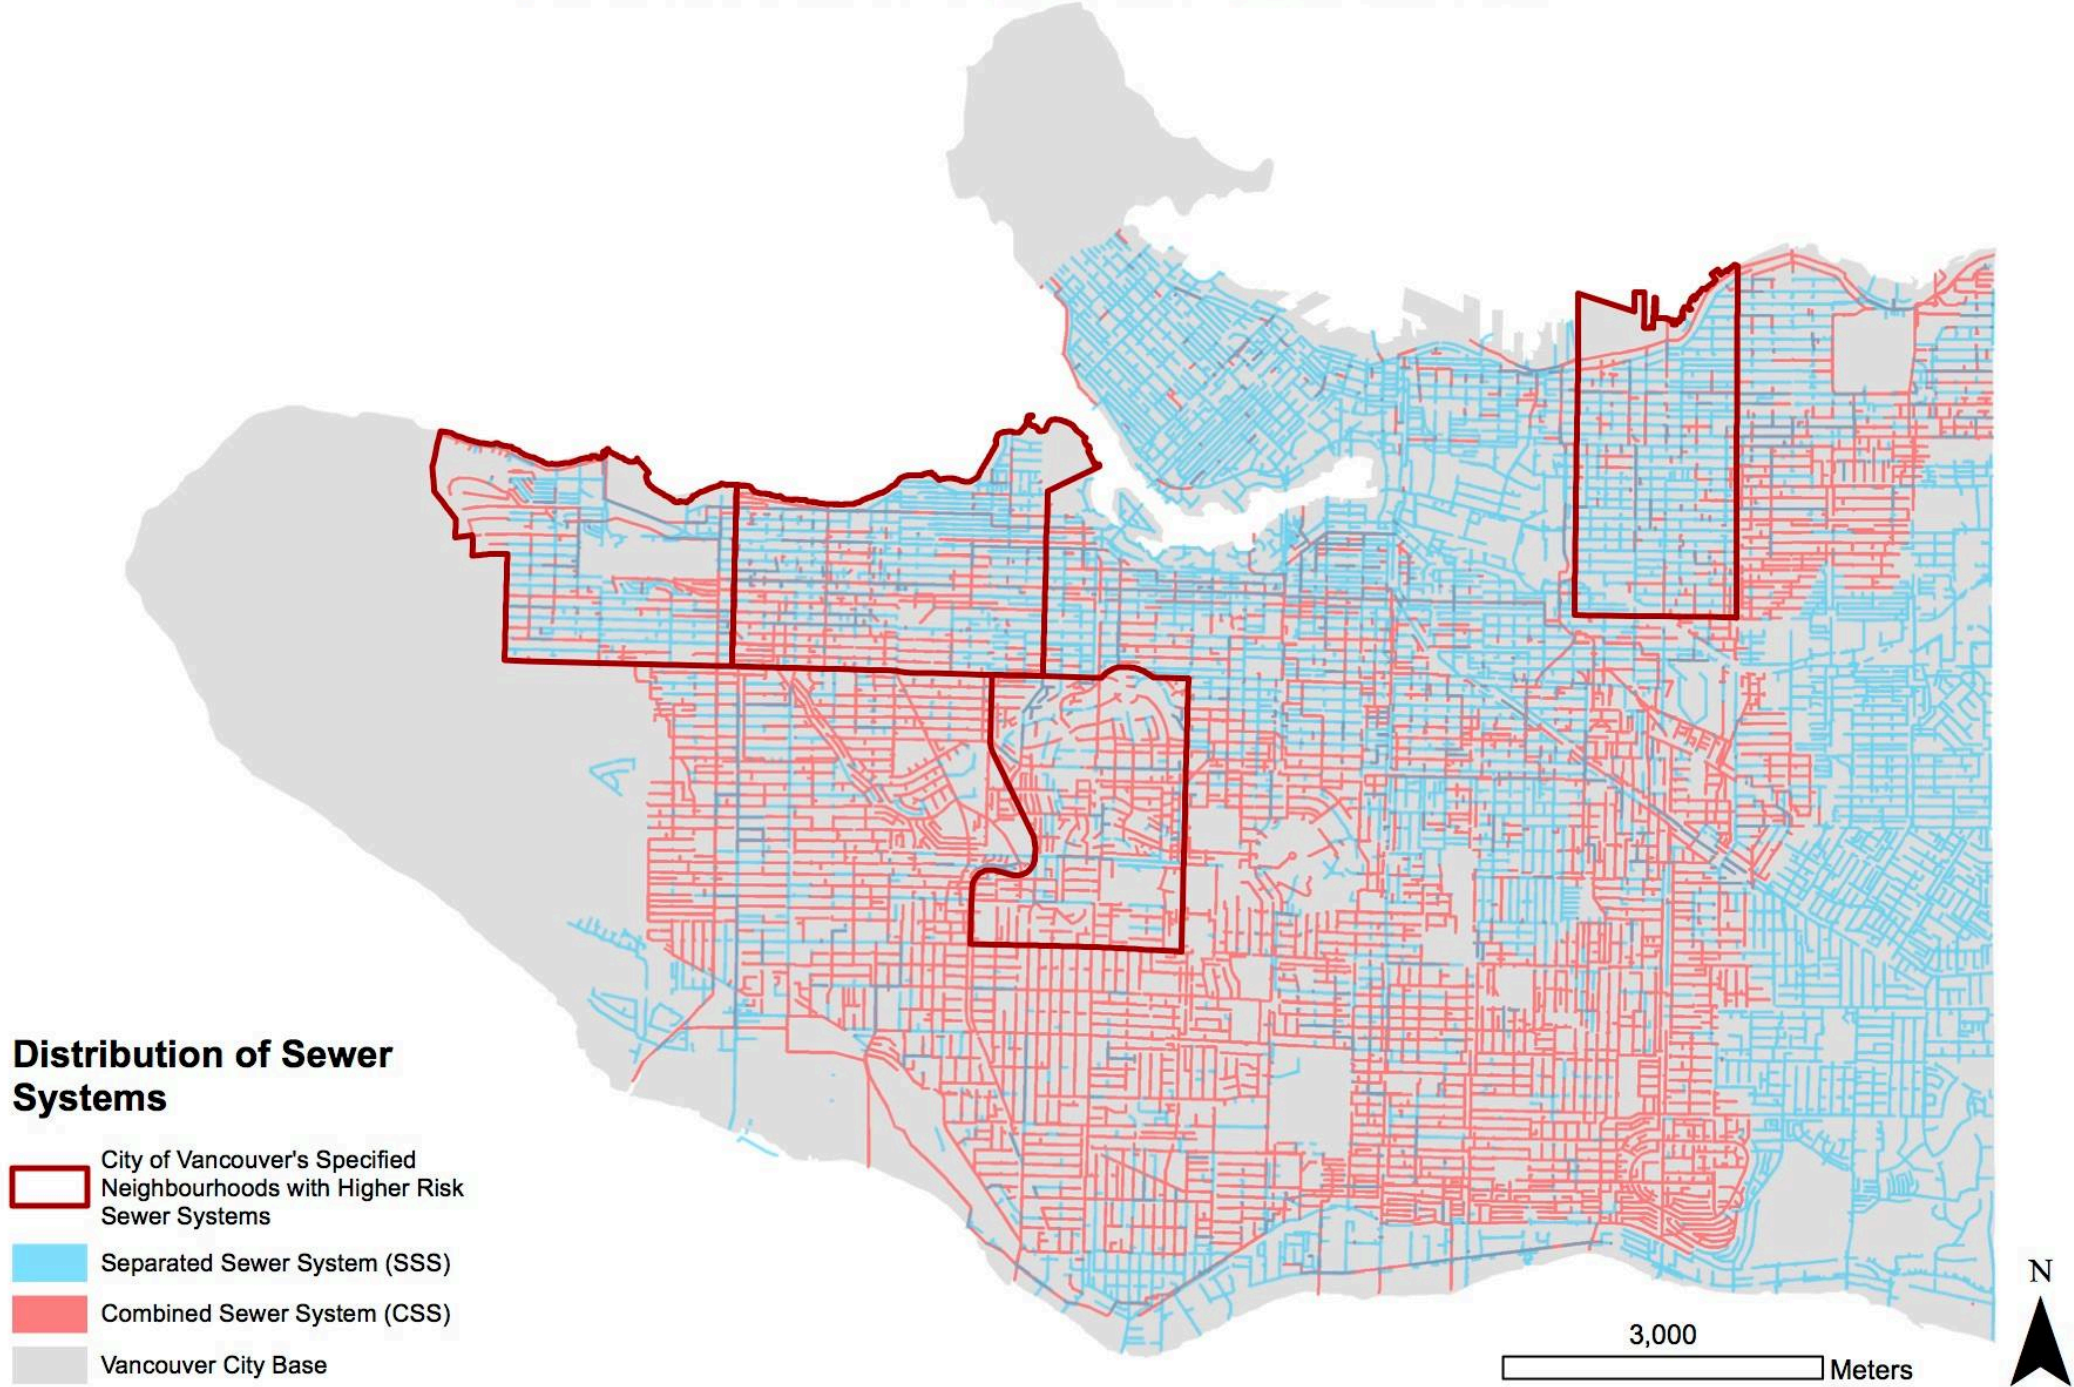 Distribution of Sewer
Systems
City of Vancouver's Specified
Neighbourhoods with Higher Risk
Sewer Systems
Separated Sewer System (SSS)
Combined Sewer System (CSS)
Vancouver City Base
N
3,000
Meters